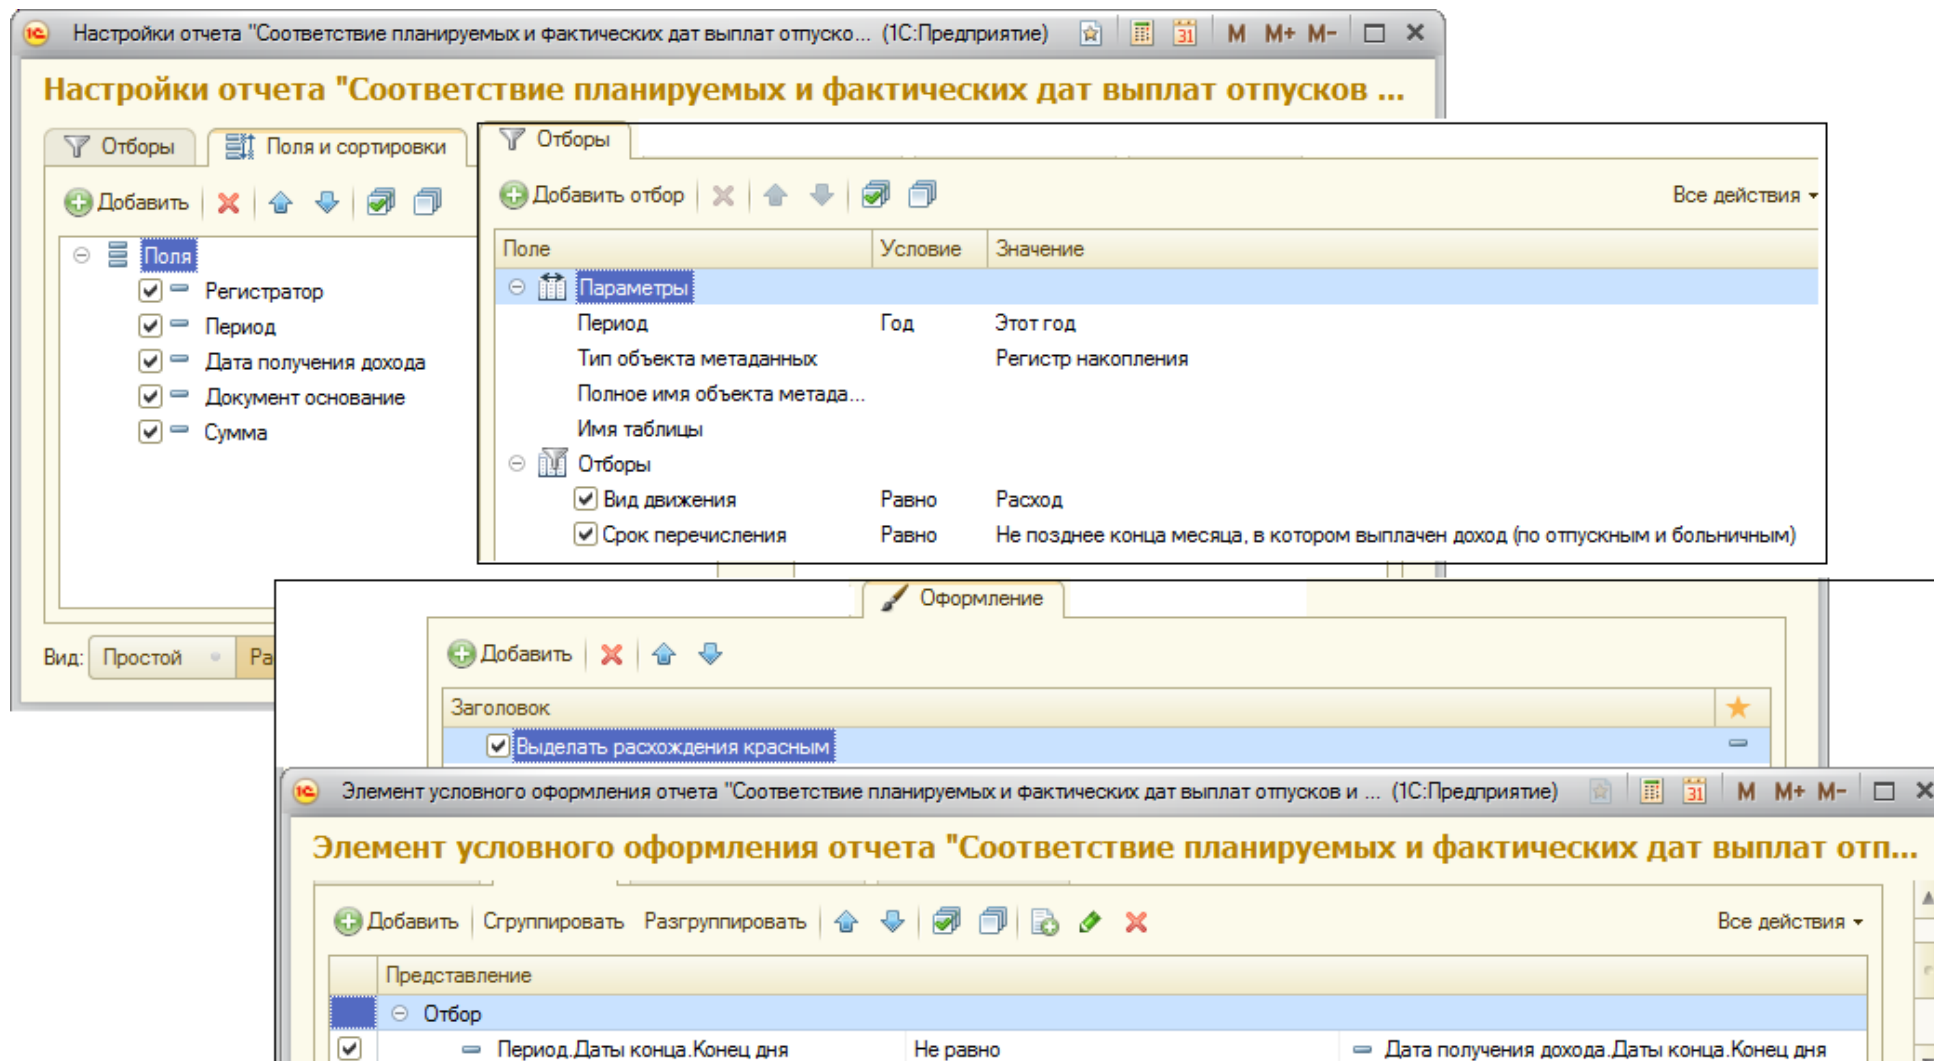 Настройки отчета "Соответствие планируемых и фактических дат выплат отпуско... (1С:Предприятие) 31 M M+ M-
Настройки отчета "Соответствие планируемых и фактических дат выплат отпусков ...
Отборы Поля и сортировки
Добавить
Поля
Регистратор
Период
Дата получения дохода
Документ основание
Сумма
Вид: Простой Ра
Отборы
Добавить отбор Все действия
Поле Условие Значение
Параметры
Период Год Этот год
Тип объекта метаданных Регистр накопления
Полное имя объекта метада...
Имя таблицы
Отборы
Вид движения Равно Расход
Срок перечисления Равно Не позднее конца месяца, в котором выплачен доход (по отпускным и больничным)
Оформление
Добавить
Заголовок
Выделать расхождения красным
Элемент условного оформления отчета "Соответствие планируемых и фактических дат выплат отпусков и ... (1С:Предприятие) 31 M M+ M-
Элемент условного оформления отчета "Соответствие планируемых и фактических дат выплат отп...
Добавить Сгруппировать Разгруппировать Все действия
Представление
Отбор
Период.Даты конца.Конец дня Не равно Дата получения дохода.Даты конца.Конец дня